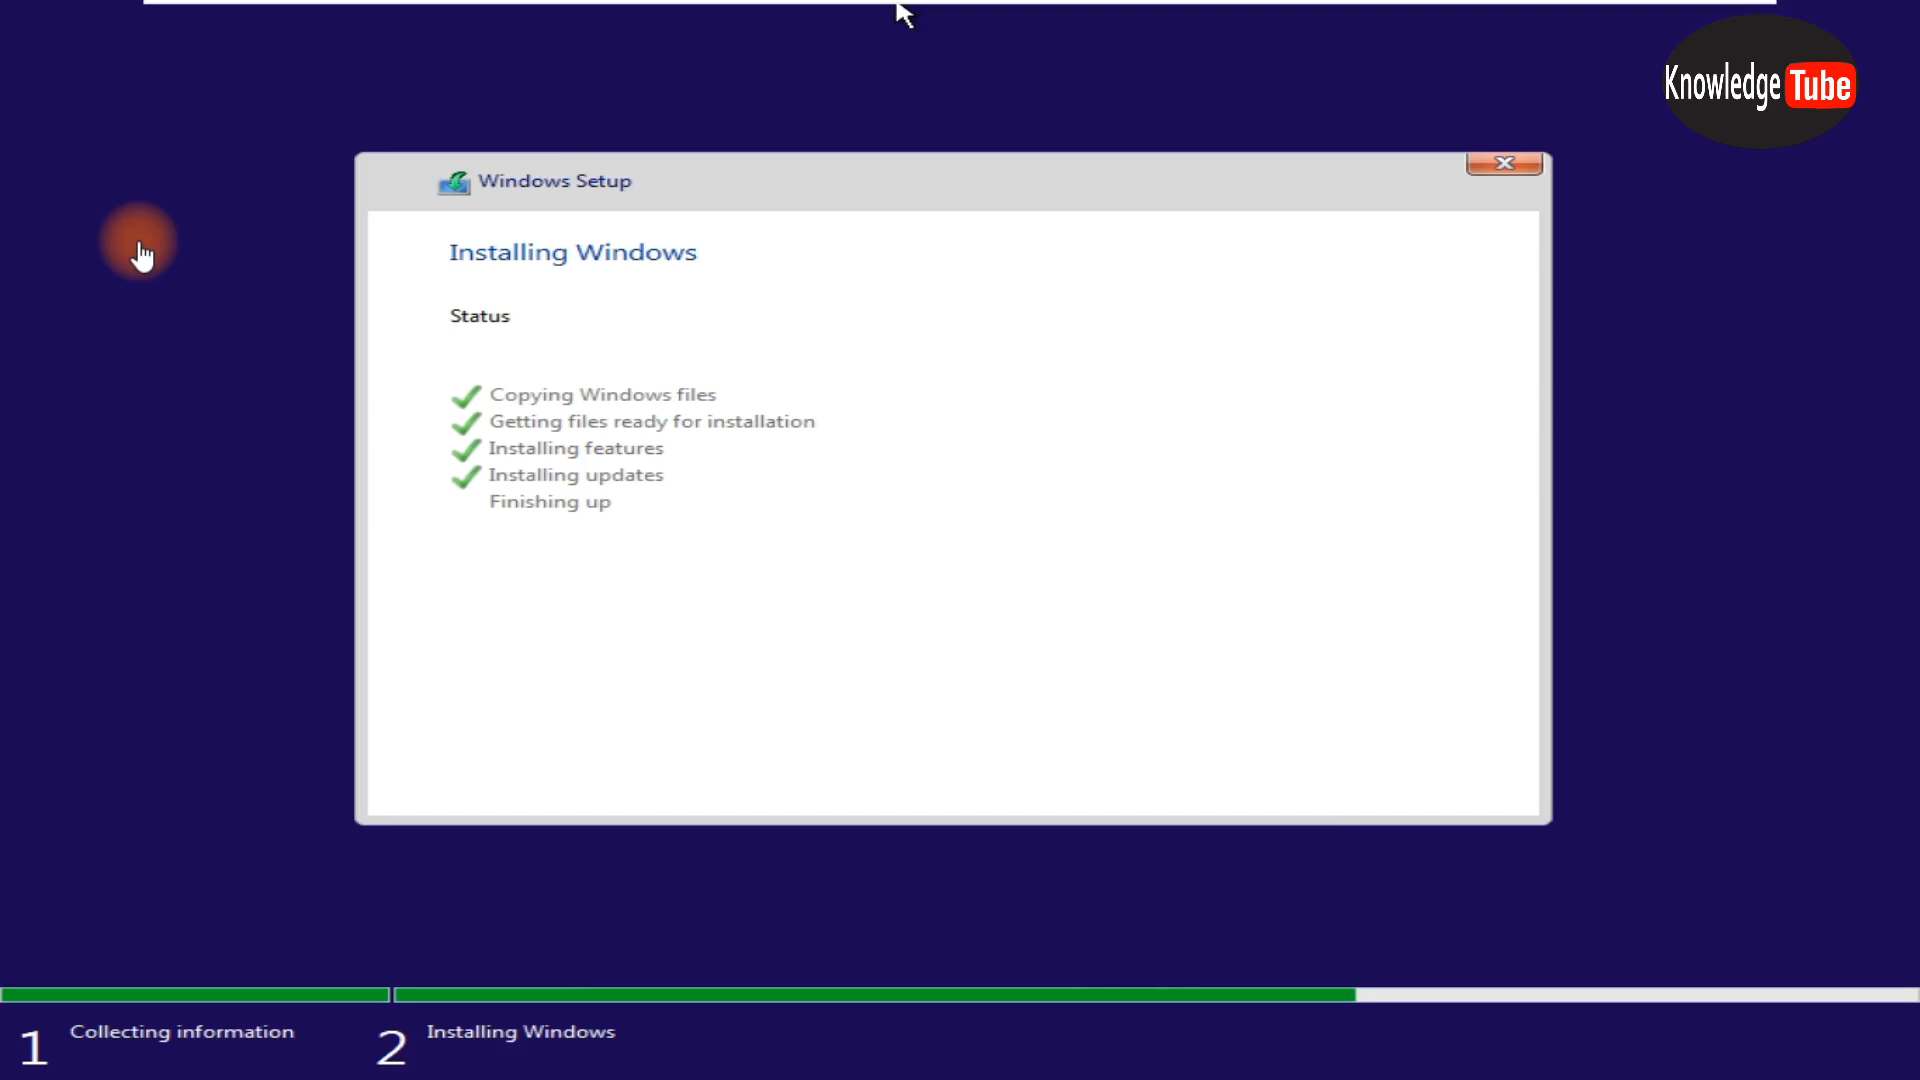 Knowledge Tube
Windows Setup
Installing Windows
Status
Copying Windows files
Getting files ready for installation
Installing features
Installing updates
Finishing up
1 Collecting information
2 Installing Windows